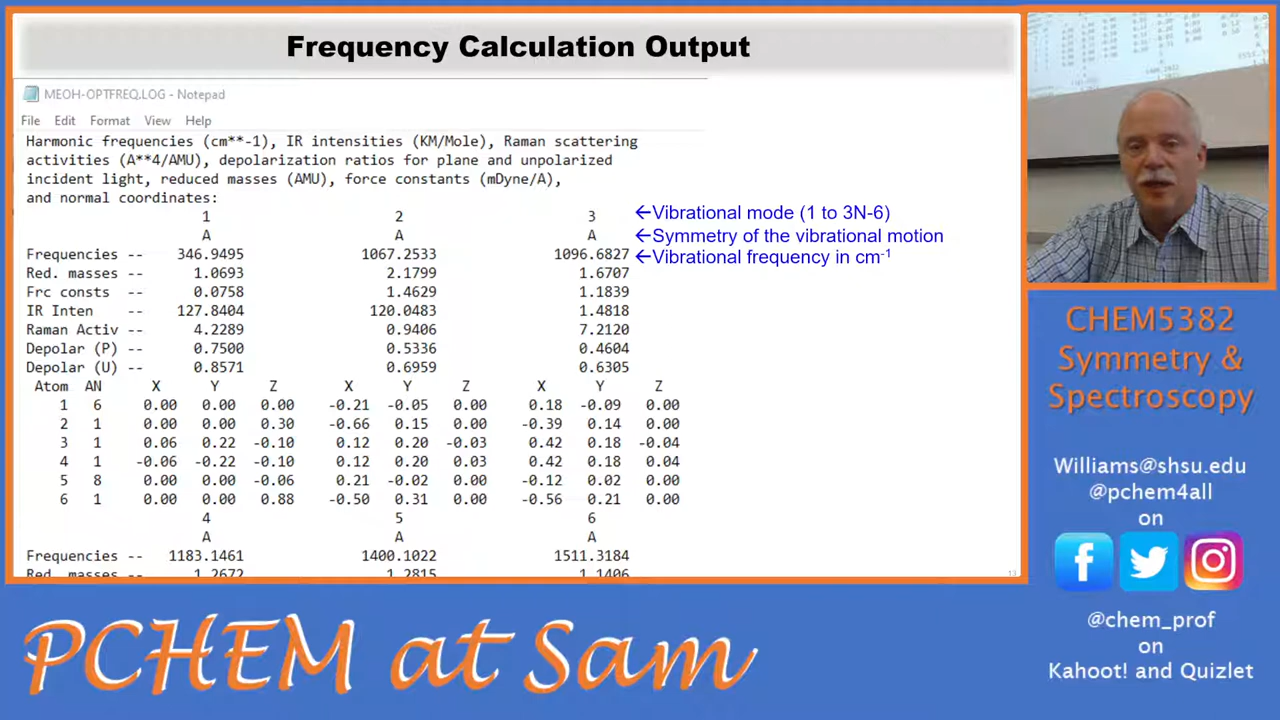 Frequency Calculation Output
MEOH-OPTFREQ.LOG - Notepad
File Edit Format View Help
Harmonic frequencies (cm**-1), IR intensities (KM/Mole), Raman scattering
activities (A**4/AMU), depolarization ratios for plane and unpolarized
incident light, reduced masses (AMU), force constants (mDyne/A),
and normal coordinates:
1 2 3 ←Vibrational mode (1 to 3N-6)
A A A ←Symmetry of the vibrational motion
Frequencies -- 346.9495 1067.2533 1096.6827 ←Vibrational frequency in cm⁻¹
Red. masses -- 1.0693 2.1799 1.6707
Frc consts -- 0.0758 1.4629 1.1839
IR Inten -- 127.8404 120.0483 1.4818
Raman Activ -- 4.2289 0.9406 7.2120
Depolar (P) -- 0.7500 0.5336 0.4604
Depolar (U) -- 0.8571 0.6959 0.6305
Atom AN X Y Z X Y Z X Y Z
1 6 0.00 0.00 0.00 -0.21 -0.05 0.00 0.18 -0.09 0.00
2 1 0.00 0.00 0.30 -0.66 0.15 0.00 -0.39 0.14 0.00
3 1 0.06 0.22 -0.10 0.12 0.20 -0.03 0.42 0.18 -0.04
4 1 -0.06 -0.22 -0.10 0.12 0.20 0.03 0.42 0.18 0.04
5 8 0.00 0.00 -0.06 0.21 -0.02 0.00 -0.12 0.02 0.00
6 1 0.00 0.00 0.88 -0.50 0.31 0.00 -0.56 0.21 0.00
4 5 6
A A A
Frequencies -- 1183.1461 1400.1022 1511.3184
Red. masses -- 1.2672 1.2815 1.1406
13
CHEM5382
Symmetry &
Spectroscopy
Williams@shsu.edu
@pchem4all
on
@chem_prof
on
Kahoot! and Quizlet
PCHEM at Sam